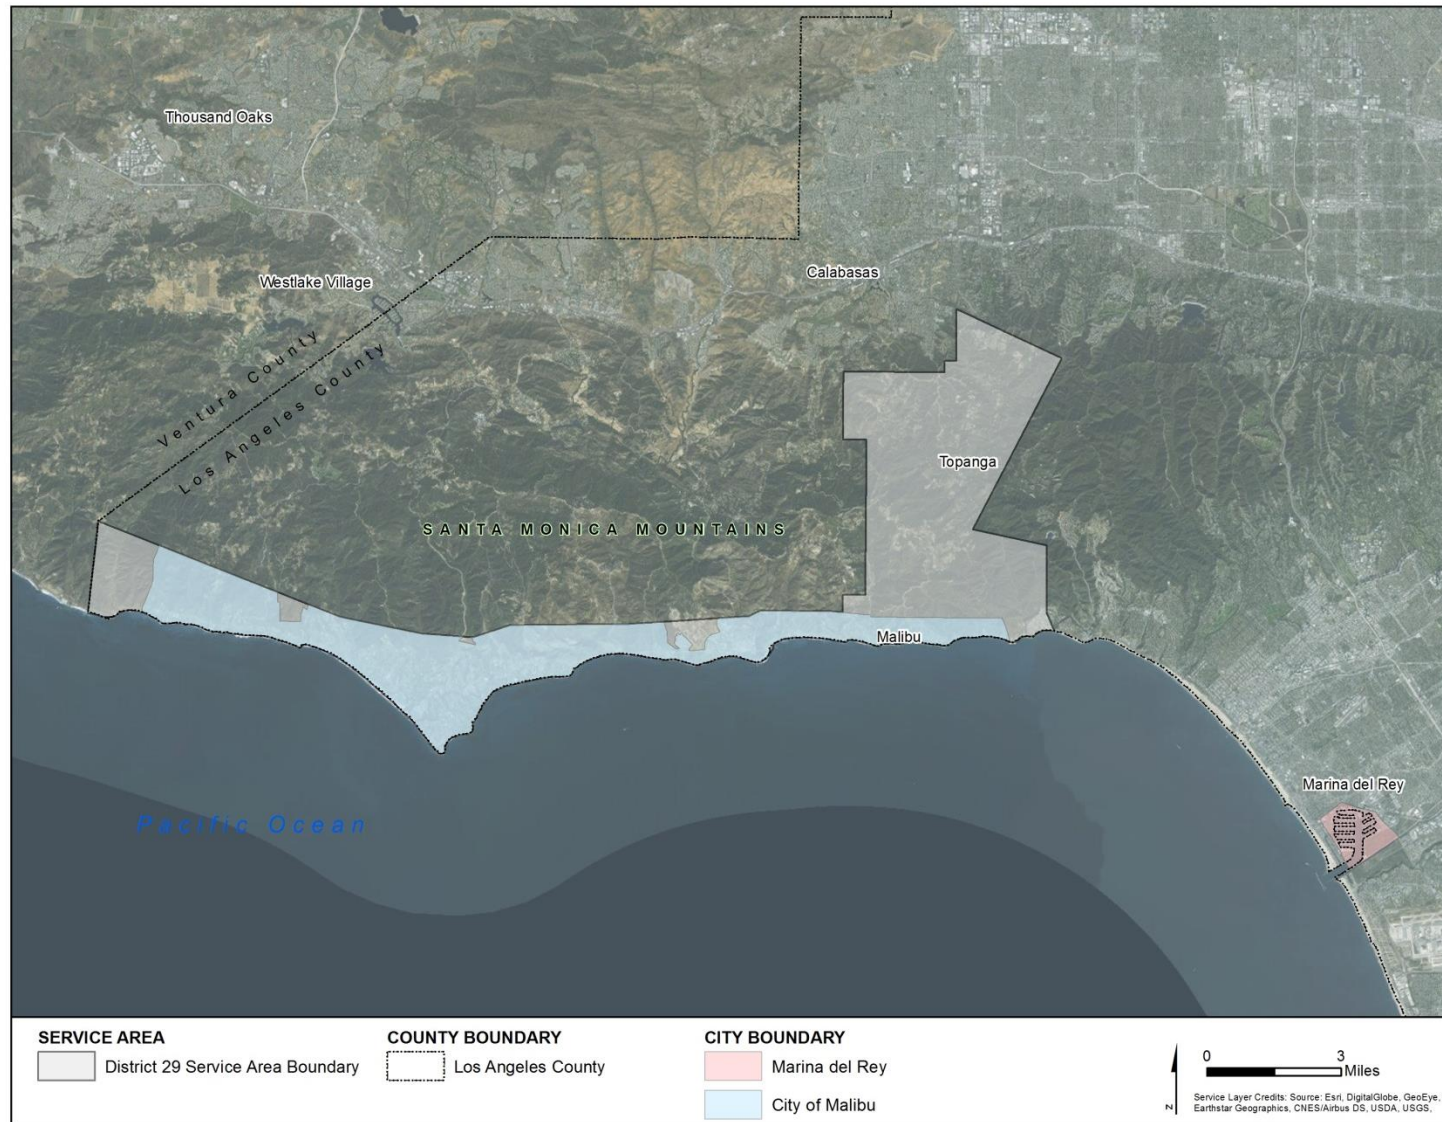 Thousand Oaks
Westlake Village
Calabasas
Ventura County
Los Angeles County
Topanga
SANTA MONICA MOUNTAINS
Malibu
Marina del Rey
Pacific Ocean
SERVICE AREA
District 29 Service Area Boundary
COUNTY BOUNDARY
Los Angeles County
CITY BOUNDARY
Marina del Rey
City of Malibu
N
0 3
Miles
Service Layer Credits: Source: Esri, DigitalGlobe, GeoEye,
Earthstar Geographics, CNES/Airbus DS, USDA, USGS,